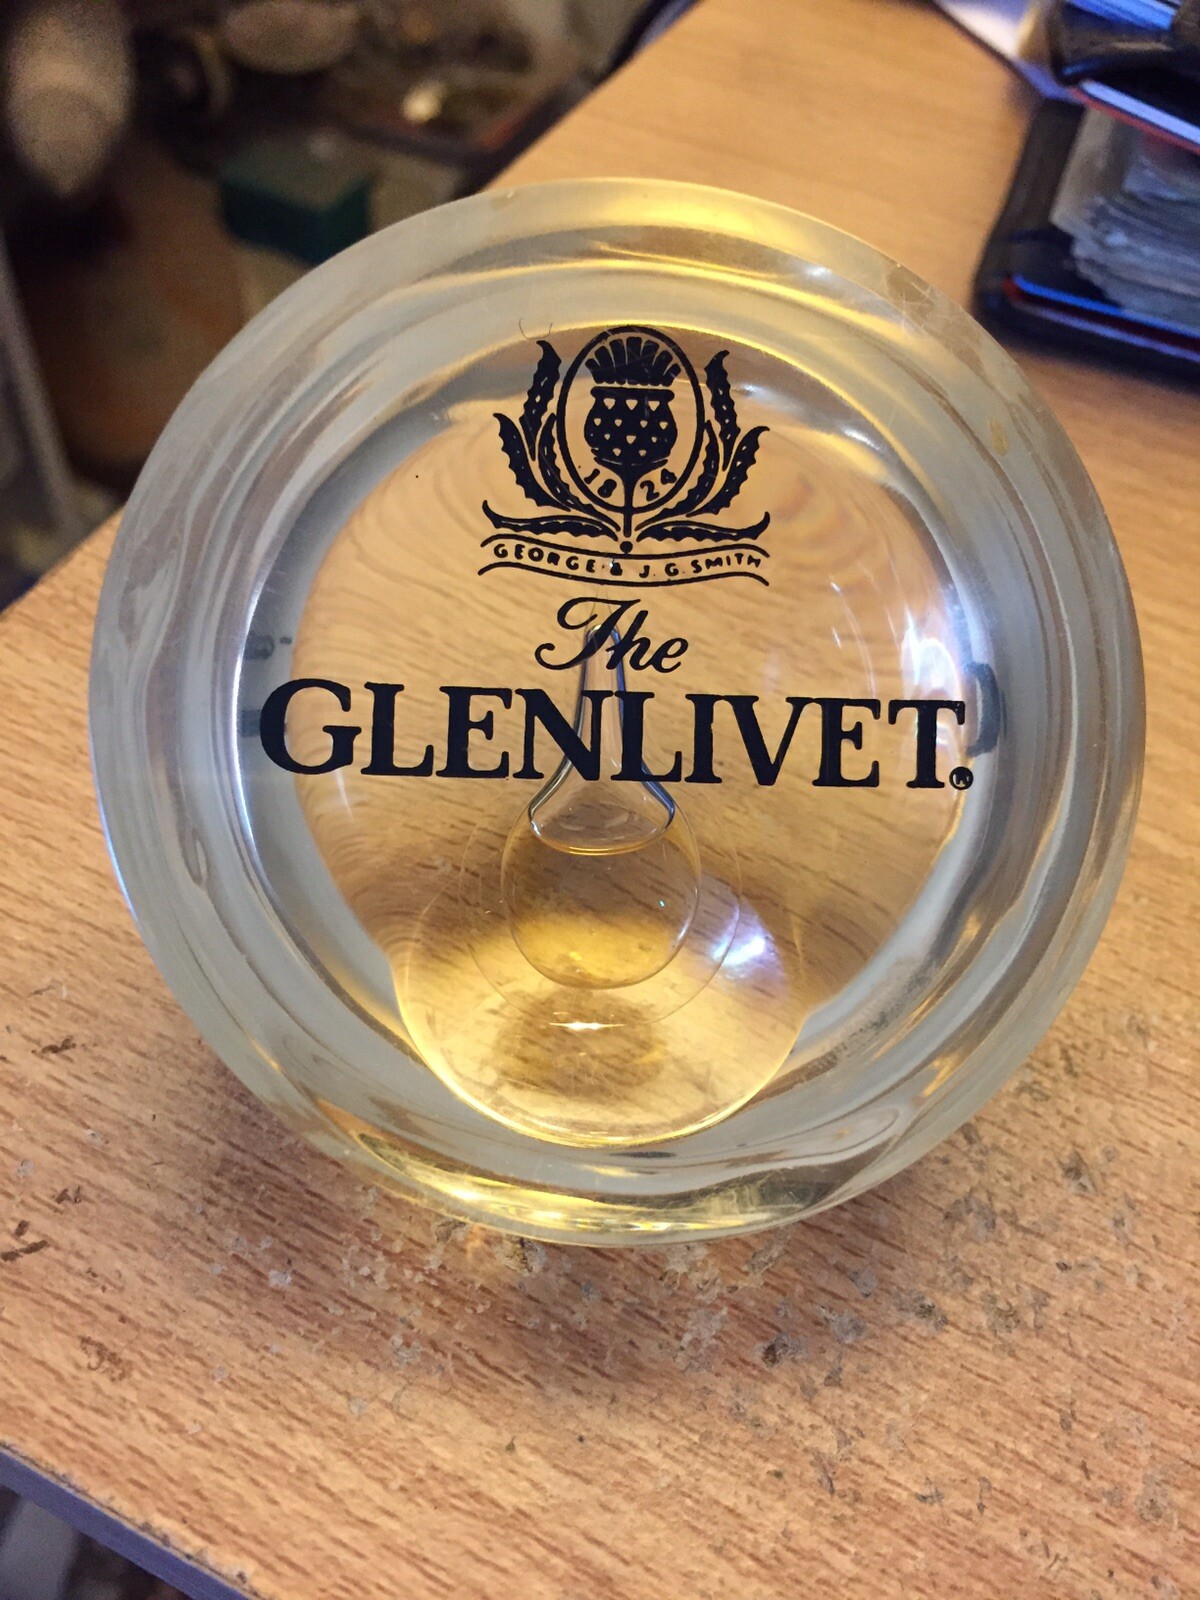 1824
GEORGE & J.G. SMITH
The
GLENLIVET®